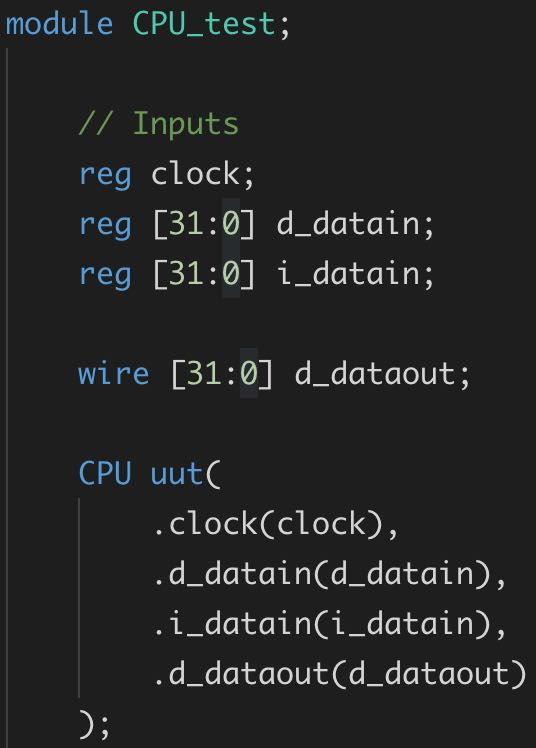 module CPU_test;
// Inputs
reg clock;
reg [31:0] d_datain;
reg [31:0] i_datain;
wire [31:0] d_dataout;
CPU uut(
.clock(clock),
.d_datain(d_datain),
.i_datain(i_datain),
.d_dataout(d_dataout)
);